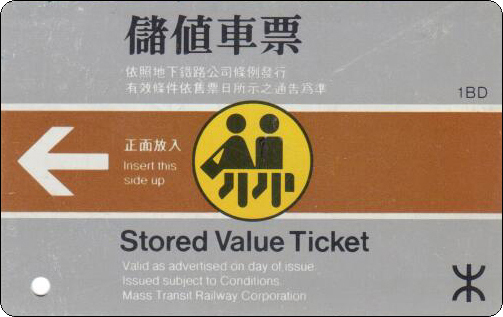 儲值車票
依照地下鐵路公司條例發行
有效條件依售票日所示之通告為準
1BD
正面放入
Insert this
side up
Stored Value Ticket
Valid as advertised on day of issue.
Issued subject to Conditions.
Mass Transit Railway Corporation